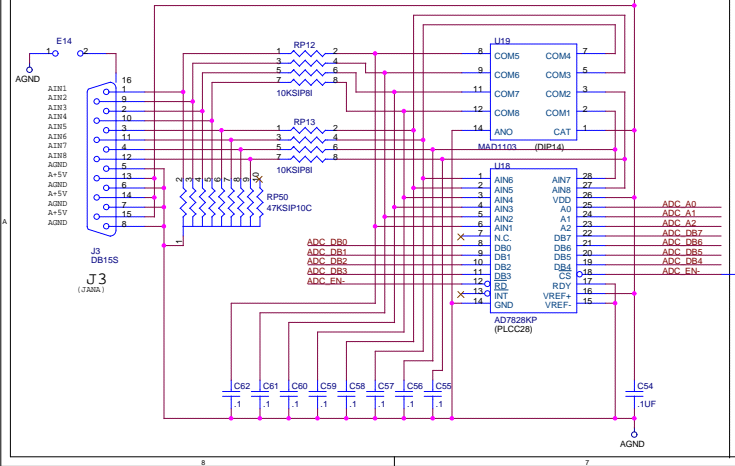 E14
1 2
AGND
16
AIN1 1
AIN2 9
AIN3 2
AIN4 10
AIN5 3
AIN6 11
AIN7 4
AIN8 12
AGND 5
A+5V 13
AGND 6
A+5V 14
AGND 7
A+5V 15
AGND 8
J3
DB15S
J3
(JANA)
RP12
1 2
3 4
5 6
7 8
10KSIP8I
RP13
1 2
3 4
5 6
7 8
10KSIP8I
2 3 4 5 6 7 8 9 10
RP50
47KSIP10C
1
U19
8 COM5 COM4 7
9 COM6 COM3 5
11 COM7 COM2 3
12 COM8 COM1 2
14 ANO CAT 1
MAD1103 (DIP14)
U18
1 AIN6 AIN7 28
2 AIN5 AIN8 27
3 AIN4 VDD 26
4 AIN3 A0 25 ADC_A0
5 AIN2 A1 24 ADC_A1
6 AIN1 A2 23 ADC_A2
7 N.C. DB7 22 ADC_DB7
ADC_DB0 8 DB0 DB6 21 ADC_DB6
ADC_DB1 9 DB1 DB5 20 ADC_DB5
ADC_DB2 10 DB2 DB4 19 ADC_DB4
ADC_DB3 11 DB3 CS 18 ADC_EN-
ADC_EN- 12 RD RDY 17
13 INT VREF+ 16
14 GND VREF- 15
AD7828KP
(PLCC28)
C62 C61 C60 C59 C58 C57 C56 C55 C54
.1 .1 .1 .1 .1 .1 .1 .1 .1UF
AGND
A
8 7